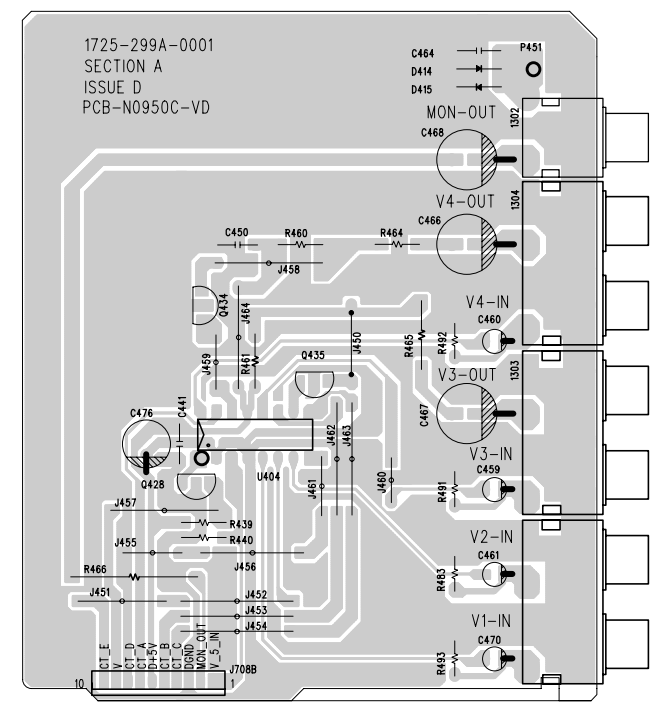 1725-299A-0001
SECTION A
ISSUE D
PCB-N0950C-VD
C464
P451
D414
D415
MON-OUT
1302
C468
V4-OUT
1304
C466
C450
R460
R464
J458
Q434
J464
V4-IN
C460
J450
R465
R492
J459
R461
Q435
1303
V3-OUT
C467
C476
C441
J462
J463
V3-IN
C459
U404
Q428
J461
J460
R491
J457
R439
R440
J455
J456
V2-IN
C461
R466
R483
J451
J452
J453
J454
V1-IN
C470
R493
CT_E
V
CT_D
CT_A
D+5V
CT_B
CT_C
DGND
MON_OUT
V_5_IN
J708B
10
1